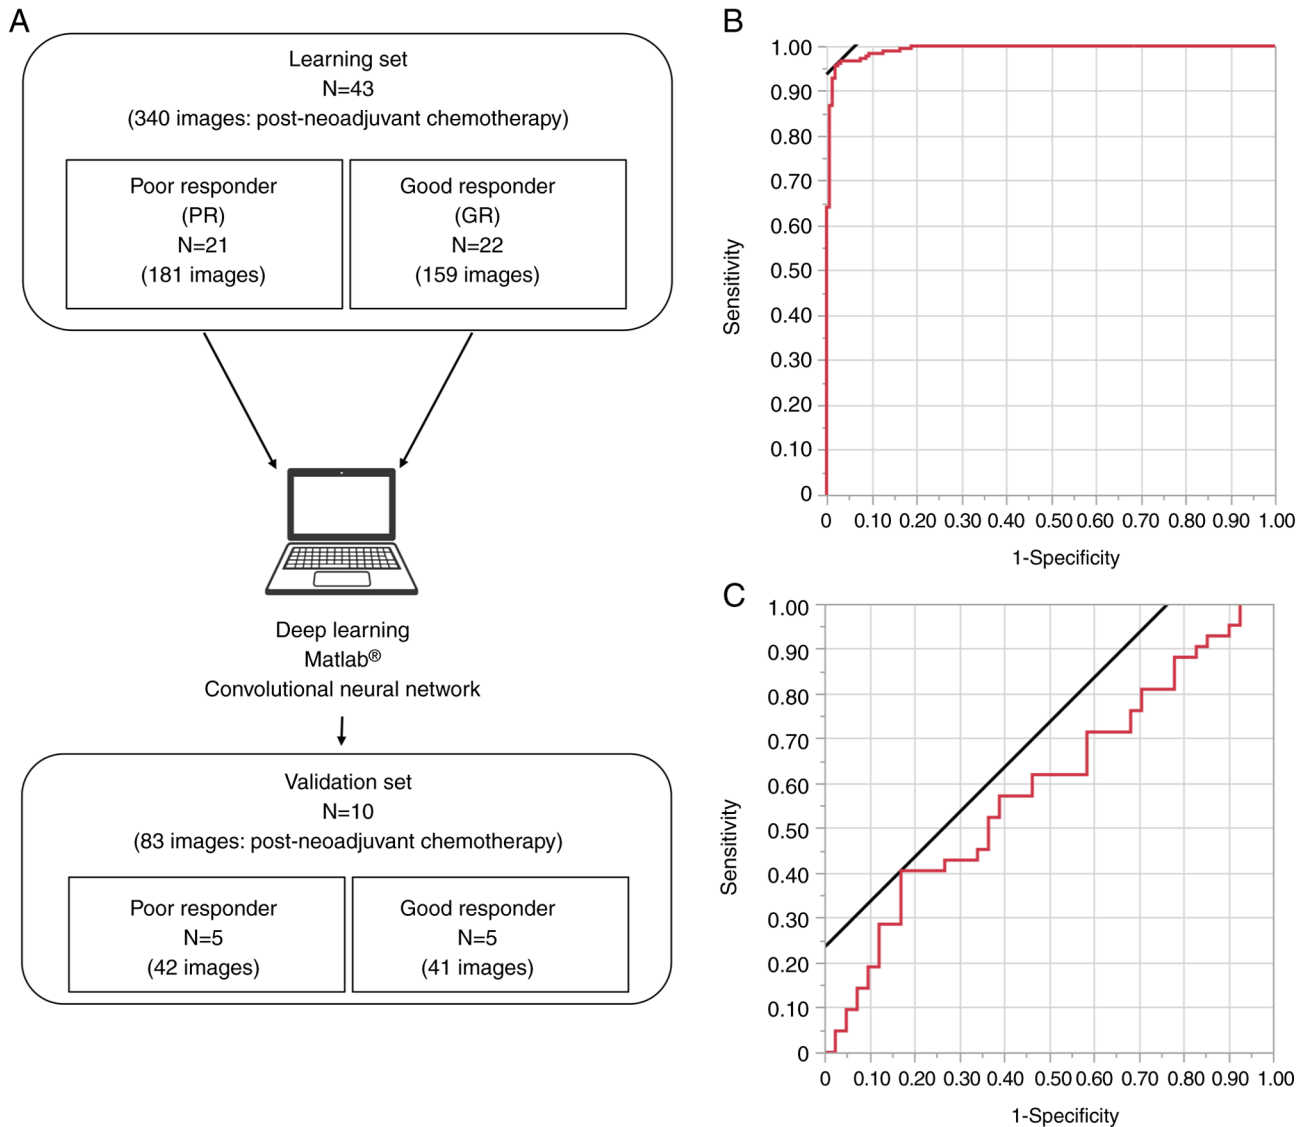 A
Learning set
N=43
(340 images: post-neoadjuvant chemotherapy)
Poor responder
(PR)
N=21
(181 images)
Good responder
(GR)
N=22
(159 images)
Deep learning
Matlab®
Convolutional neural network
Validation set
N=10
(83 images: post-neoadjuvant chemotherapy)
Poor responder
N=5
(42 images)
Good responder
N=5
(41 images)
B
Sensitivity
1.00
0.90
0.80
0.70
0.60
0.50
0.40
0.30
0.20
0.10
0
0 0.10 0.20 0.30 0.40 0.50 0.60 0.70 0.80 0.90 1.00
1-Specificity
C
Sensitivity
1.00
0.90
0.80
0.70
0.60
0.50
0.40
0.30
0.20
0.10
0
0 0.10 0.20 0.30 0.40 0.50 0.60 0.70 0.80 0.90 1.00
1-Specificity